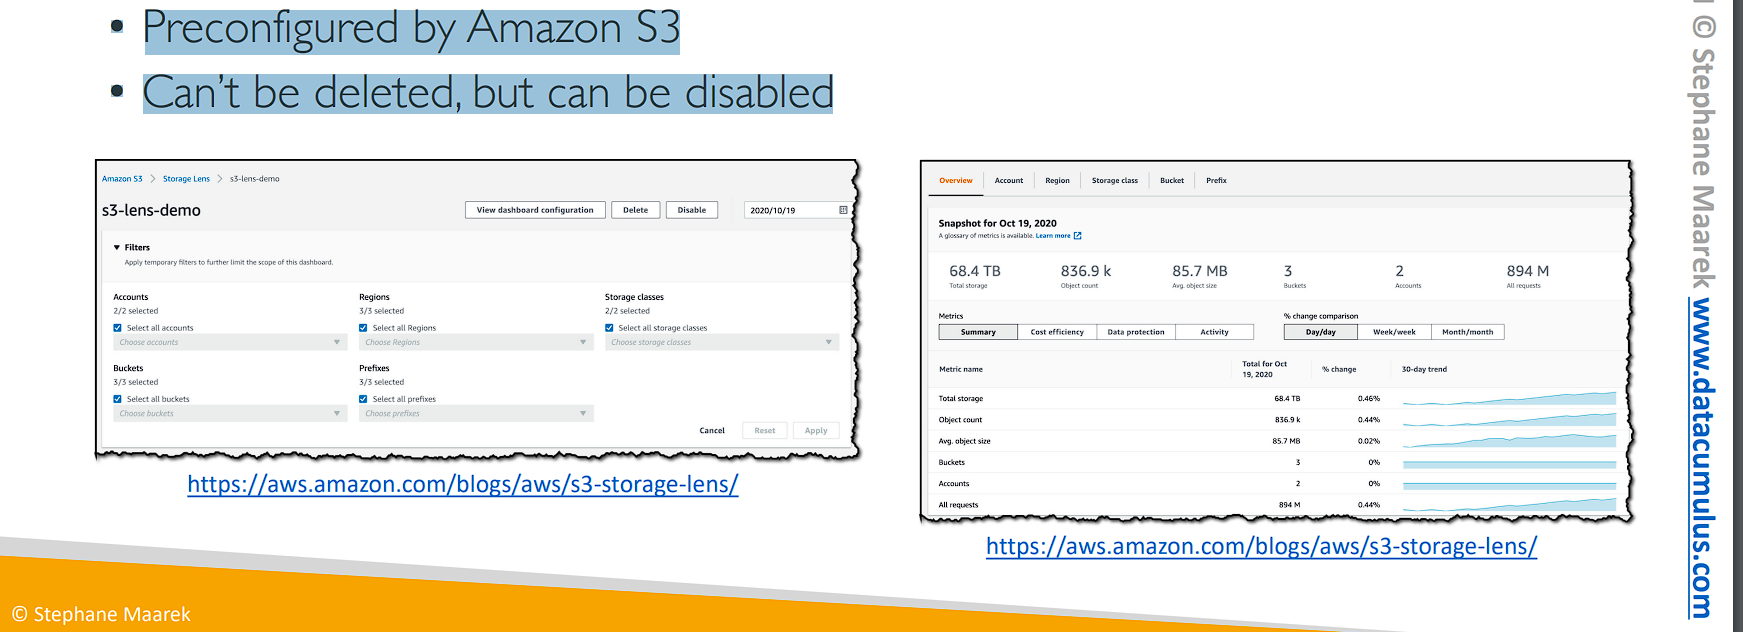 • Preconfigured by Amazon S3
• Can't be deleted, but can be disabled
Amazon S3 > Storage Lens > s3-lens-demo
s3-lens-demo
View dashboard configuration
Delete
Disable
2020/10/19
Filters
Apply temporary filters to further limit the scope of this dashboard.
Accounts
2/2 selected
Select all accounts
Choose accounts
Regions
3/3 selected
Select all Regions
Choose Regions
Storage classes
2/2 selected
Select all storage classes
Choose storage classes
Buckets
3/3 selected
Select all buckets
Choose buckets
Prefixes
3/3 selected
Select all prefixes
Choose prefixes
Cancel
Reset
Apply
https://aws.amazon.com/blogs/aws/s3-storage-lens/
Overview
Account
Region
Storage class
Bucket
Prefix
Snapshot for Oct 19, 2020
A glossary of metrics is available. Learn more
68.4 TB
Total storage
836.9 k
Object count
85.7 MB
Avg. object size
3
Buckets
2
Accounts
894 M
All requests
Metrics
Summary
Cost efficiency
Data protection
Activity
% change comparison
Day/day
Week/week
Month/month
Metric name
Total for Oct
19, 2020
% change
30-day trend
Total storage 68.4 TB 0.46%
Object count 836.9 k 0.44%
Avg. object size 85.7 MB 0.02%
Buckets 3 0%
Accounts 2 0%
All requests 894 M 0.44%
https://aws.amazon.com/blogs/aws/s3-storage-lens/
© Stephane Maarek
© Stephane Maarek www.datacumulus.com